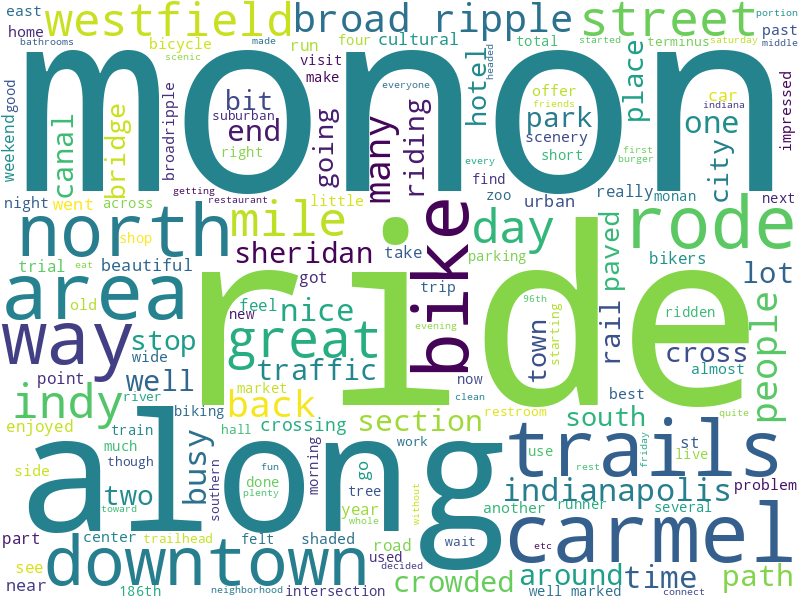 east
home
westfield
broad ripple
street
portion
terminus
past
bathrooms
bicycle
made
run
four
cultural
total
started
saturday
middle
scenic
visit
make
headed
place
monon
everyone
hotel
offer
friends
car
indiana
weekend
good
canal
bridge
broadripple
bit
suburban
end
right
going
many
riding
park
scenery
short
one
city
impressed
every
first
burger
night
went
across
getting
restaurant
little
find
zoo
urban
really
monan
next
north
shop
mile
bike
day
rode
trial
beautiful
sheridan
take
parking
paved
bikers
lot
area
ride
got
trip
old
feel
nice
new
rail
96th
starting
ridden
people
way
stop
great
evening
town
cross
wide
traffic
almost
point
well
market
now
clean
best
indy
river
biking
back
restroom
quite
enjoyed
train
hall
crossing
section
south
along
work
trails
much
busy
though
southern
morning
go
use
friday
st
live
side
two
fun
done
plenty
tree
indianapolis
problem
toward
year
whole
without
rest
another
runner
several
carmel
part
center
trailhead
felt
shaded
road
wait
etc
downtown
used
crowded
around
time
path
see
near
186th
neighborhood
intersection
decided
well marked
connect